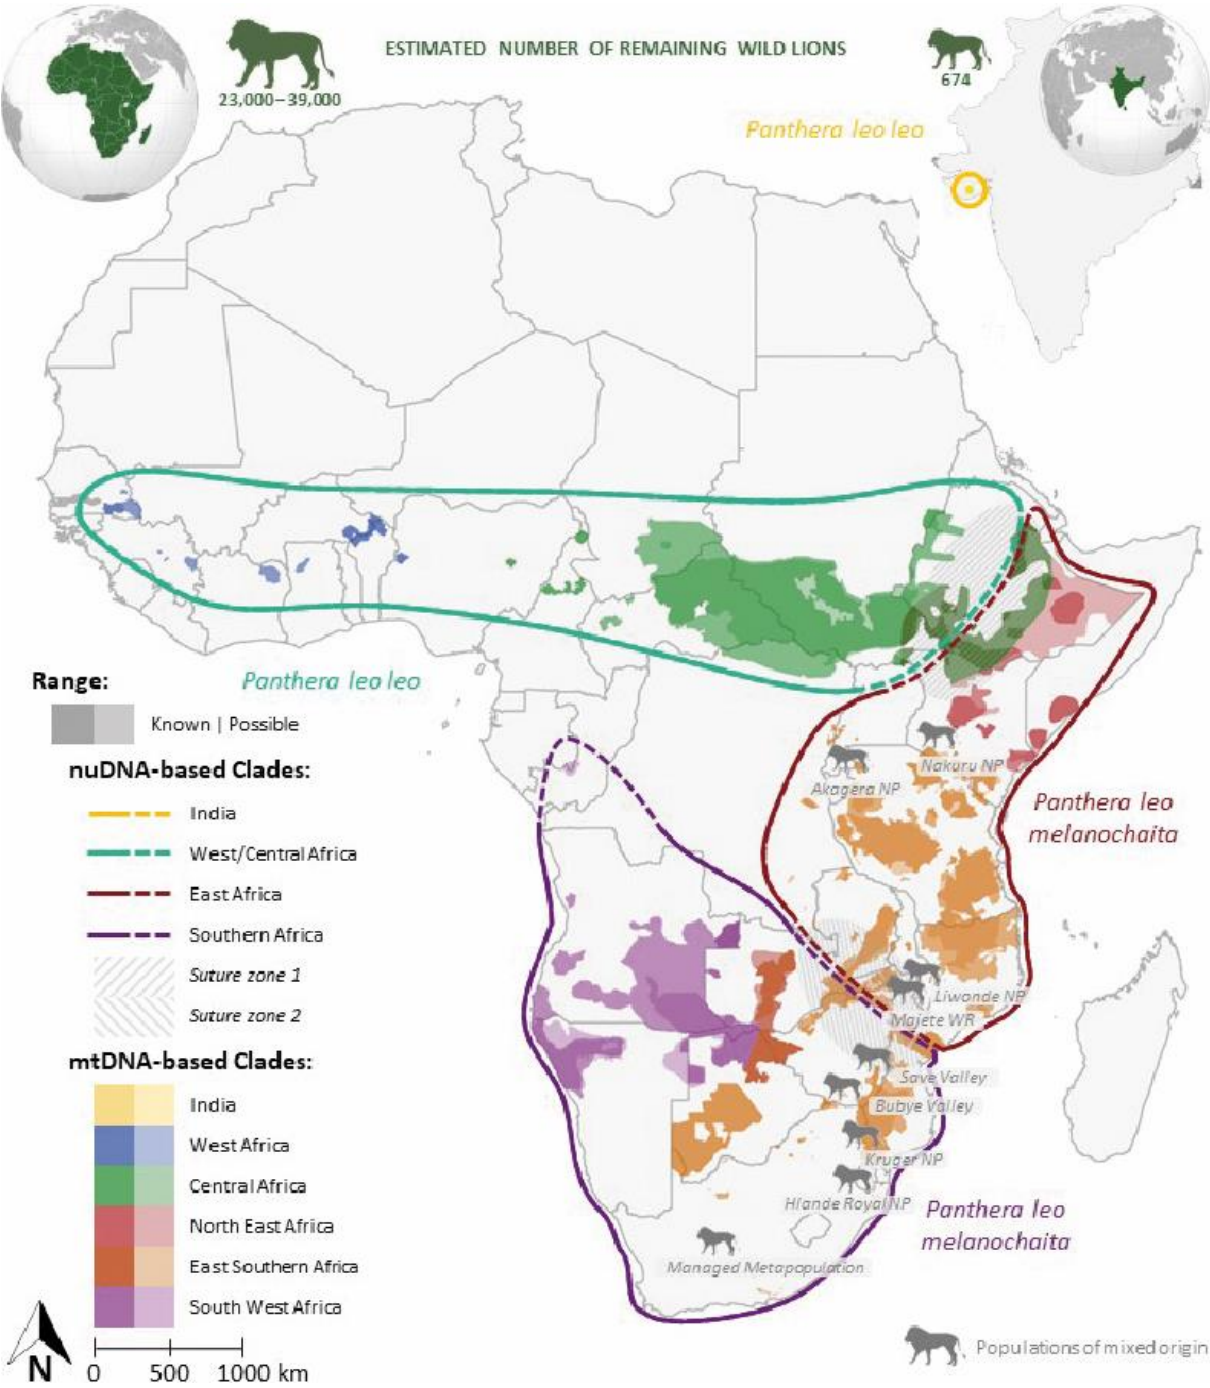 ESTIMATED NUMBER OF REMAINING WILD LIONS
23,000–39,000
674
Panthera leo leo
Range:
Panthera leo leo
Known | Possible
nuDNA-based Clades:
India
West/Central Africa
East Africa
Southern Africa
Suture zone 1
Suture zone 2
mtDNA-based Clades:
India
West Africa
Central Africa
North East Africa
East Southern Africa
South West Africa
N
0 500 1000 km
Nakuru NP
Akagera NP
Panthera leo
melanochaita
Liwonde NP
Majete WR
Save Valley
Bubye Valley
Kruger NP
Hlande Royal NP
Panthera leo
melanochaita
Managed Metapopulation
Populations of mixed origin